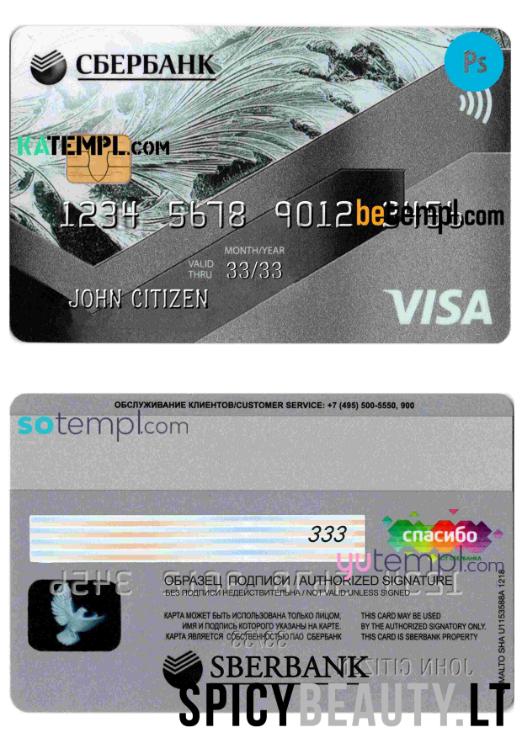 СБЕРБАНК
Ps
KATEMPL.COM
1234 5678 9012 3456
betempl.com
MONTH/YEAR
VALID THRU 33/33
JOHN CITIZEN
VISA
ОБСЛУЖИВАНИЕ КЛИЕНТОВ/CUSTOMER SERVICE: +7 (495) 500-5550, 900
sotempl.com
333
спасибо
yutempl.com
ОБРАЗЕЦ ПОДПИСИ / AUTHORIZED SIGNATURE
БЕЗ ПОДПИСИ НЕДЕЙСТВИТЕЛЬНА / NOT VALID UNLESS SIGNED
КАРТА МОЖЕТ БЫТЬ ИСПОЛЬЗОВАНА ТОЛЬКО ЛИЦОМ,
ИМЯ И ПОДПИСЬ КОТОРОГО УКАЗАНЫ НА КАРТЕ.
КАРТА ЯВЛЯЕТСЯ СОБСТВЕННОСТЬЮ ПАО СБЕРБАНК
THIS CARD MAY BE USED
BY THE AUTHORIZED SIGNATORY ONLY.
THIS CARD IS SBERBANK PROPERTY
33/33
SBERBANK
JOHN CITIZEN
SPICYBEAUTY.LT